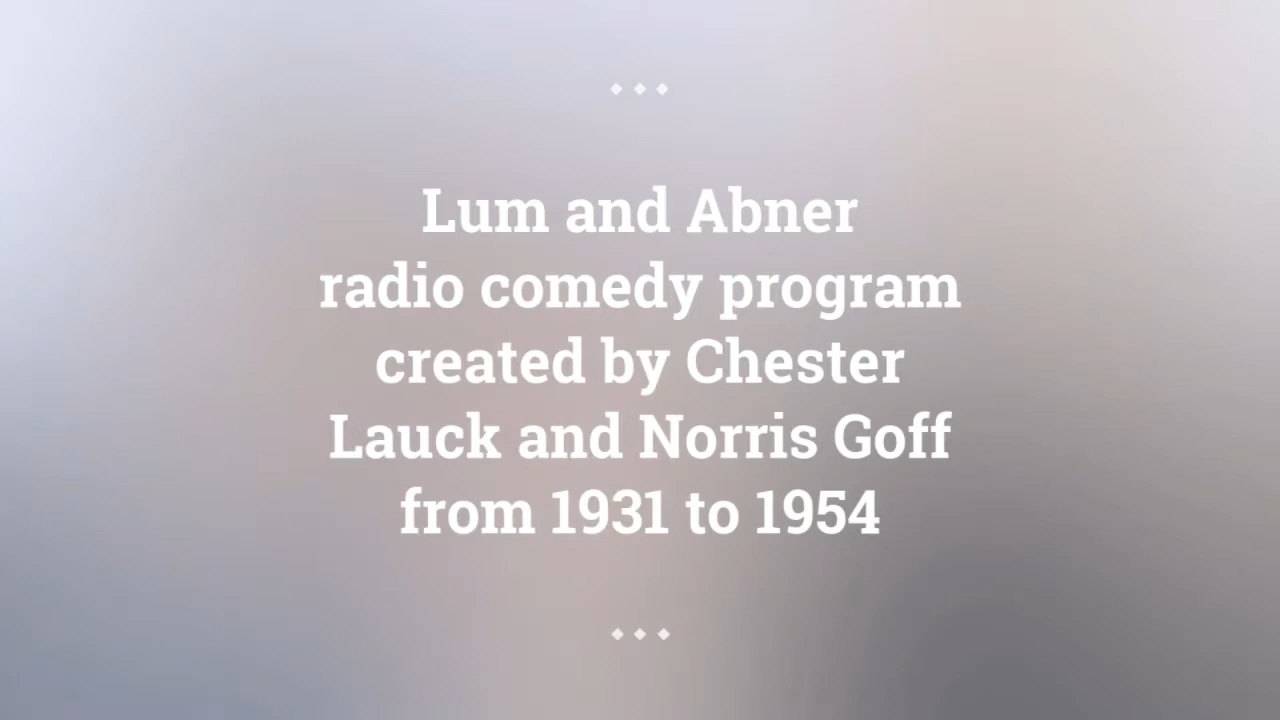 Lum and Abner
radio comedy program
created by Chester
Lauck and Norris Goff
from 1931 to 1954